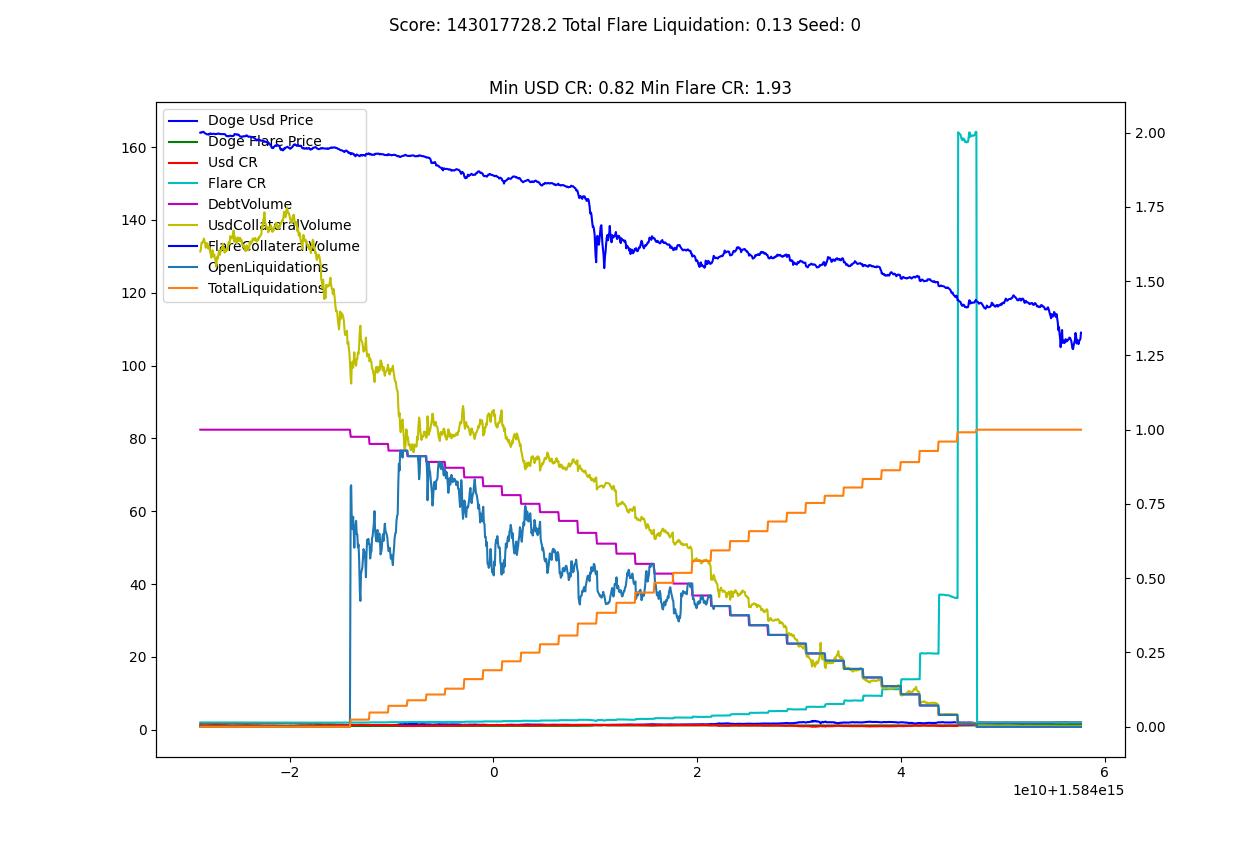 Score: 143017728.2 Total Flare Liquidation: 0.13 Seed: 0
Min USD CR: 0.82 Min Flare CR: 1.93
Doge Usd Price
Doge Flare Price
Usd CR
Flare CR
DebtVolume
UsdCollateralVolume
FlareCollateralVolume
OpenLiquidations
TotalLiquidations
160
140
120
100
80
60
40
20
0
2.00
1.75
1.50
1.25
1.00
0.75
0.50
0.25
0.00
−2 0 2 4 6
1e10+1.584e15